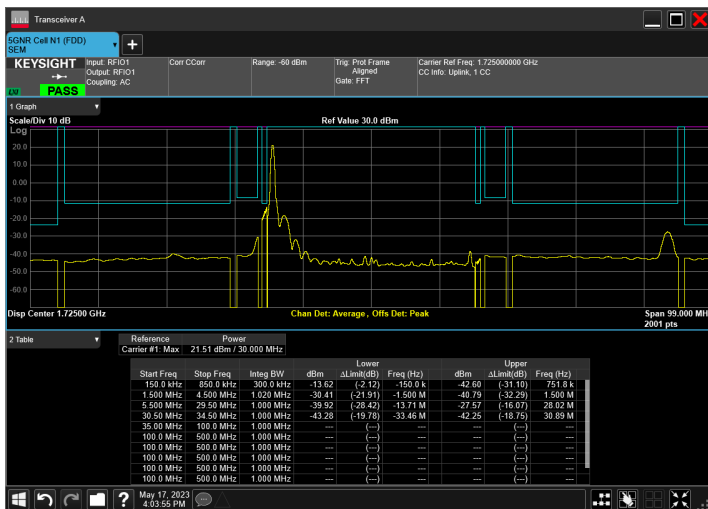 Transceiver A
5GNR Cell N1 (FDD)
SEM
KEYSIGHT
LXI
PASS
Input: RFIO1
Output: RFIO1
Coupling: AC
Corr CCorr
Range: -60 dBm
Trig: Prot Frame
Aligned
Gate: FFT
Carrier Ref Freq: 1.725000000 GHz
CC Info: Uplink, 1 CC
1 Graph
Scale/Div 10 dB
Ref Value 30.0 dBm
Log
20.0
10.0
0.00
-10.0
-20.0
-30.0
-40.0
-50.0
-60.0
Disp Center 1.72500 GHz
Chan Det: Average, Offs Det: Peak
Span 99.000 MHz
2001 pts
2 Table
Reference Power
Carrier #1: Max 21.51 dBm / 30.000 MHz
Lower Upper
Start Freq Stop Freq Integ BW dBm ΔLimit(dB) Freq (Hz) dBm ΔLimit(dB) Freq (Hz)
150.0 kHz 850.0 kHz 300.0 kHz -13.62 (-2.12) -150.0 k -42.60 (-31.10) 751.8 k
1.500 MHz 4.500 MHz 1.020 MHz -30.41 (-21.91) -1.500 M -40.79 (-32.29) 1.500 M
5.500 MHz 29.50 MHz 1.000 MHz -39.92 (-28.42) -13.71 M -27.57 (-16.07) 28.02 M
30.50 MHz 34.50 MHz 1.000 MHz -43.28 (-19.78) -33.46 M -42.25 (-18.75) 30.89 M
35.00 MHz 100.0 MHz 1.000 MHz --- (---) --- --- (---) ---
100.0 MHz 500.0 MHz 1.000 MHz --- (---) --- --- (---) ---
100.0 MHz 500.0 MHz 1.000 MHz --- (---) --- --- (---) ---
100.0 MHz 500.0 MHz 1.000 MHz --- (---) --- --- (---) ---
100.0 MHz 500.0 MHz 1.000 MHz --- (---) --- --- (---) ---
100.0 MHz 500.0 MHz 1.000 MHz --- (---) --- --- (---) ---
?
May 17, 2023
4:03:55 PM